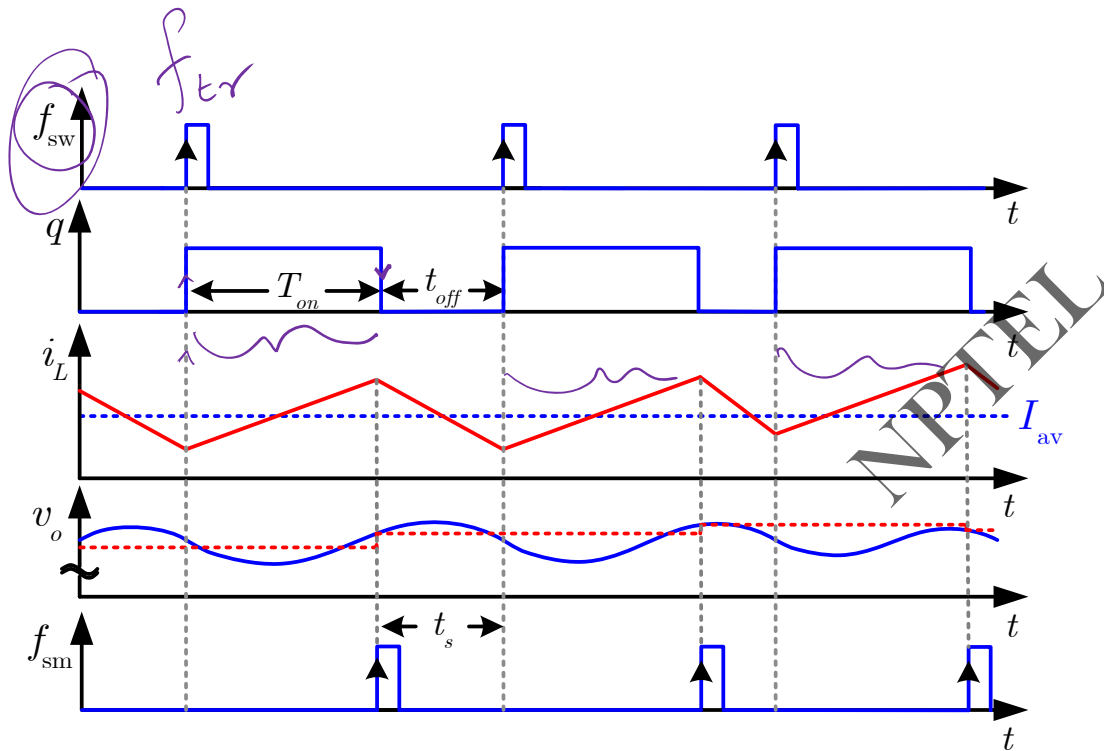 f_tr
f_sw
t
q
T_on
t_off
t
i_L
I_av
t
v_o
t
t_s
f_sm
t
NPTEL